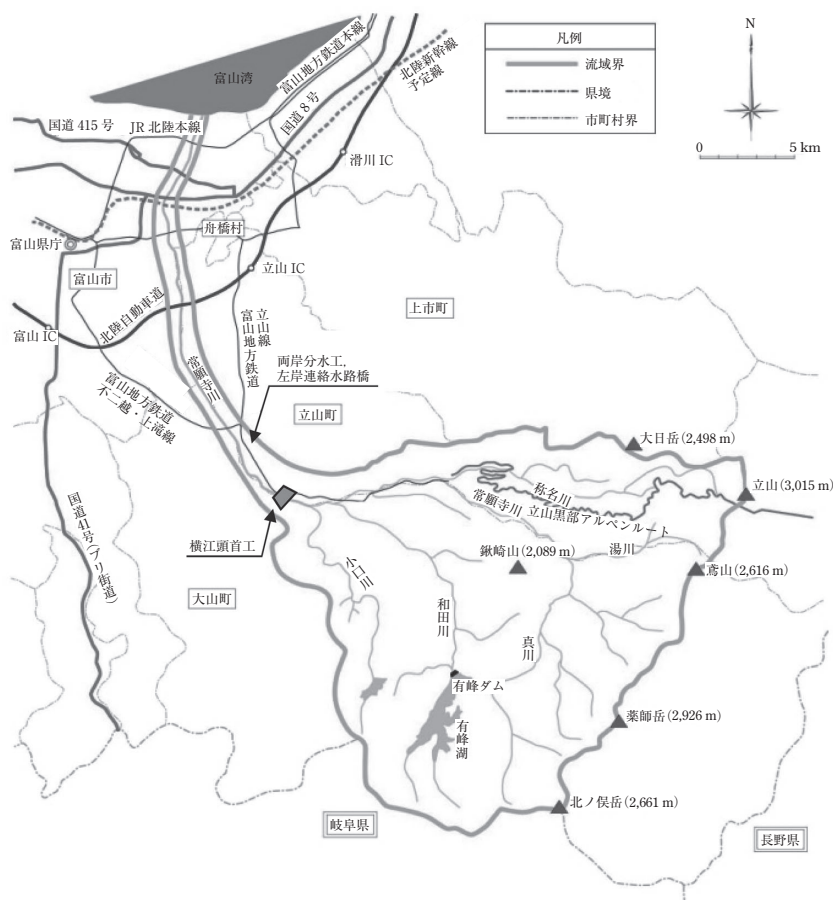 凡例
流域界
県境
市町村界
N
0
5 km
富山湾
富山地方鉄道本線
国道8号
北陸新幹線
予定線
国道415号
JR北陸本線
滑川IC
舟橋村
富山県庁
富山市
立山IC
北陸自動車道
富山IC
上市町
立山線
富山地方鉄道
常願寺川
富山地方鉄道
不二越・上滝線
両岸分水工,
左岸連絡水路橋
立山町
大日岳(2,498 m)
立山(3,015 m)
称名川
常願寺川
立山黒部アルペンルート
湯川
横江頭首工
鍬崎山(2,089 m)
鳶山(2,616 m)
国道41号(ブリ街道)
大山町
小口川
和田川
真川
有峰ダム
有峰湖
薬師岳(2,926 m)
北ノ俣岳(2,661 m)
岐阜県
長野県